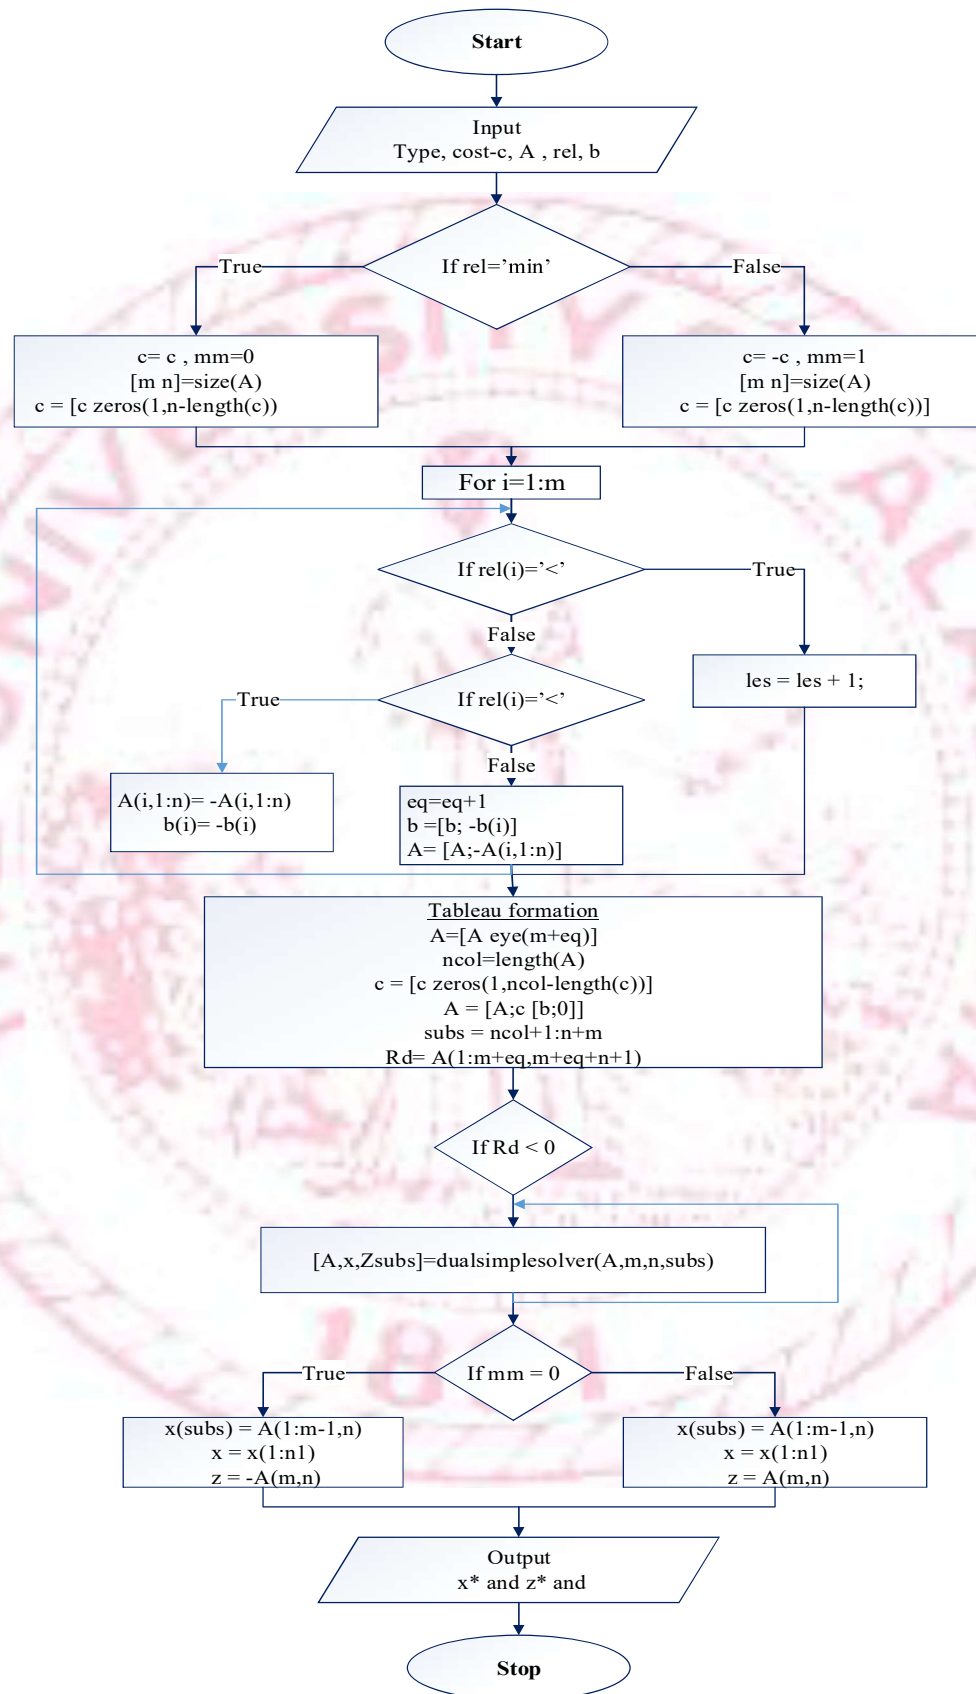 Start
Input
Type, cost-c, A , rel, b
If rel=’min’
True
False
c= c , mm=0
[m n]=size(A)
c = [c zeros(1,n-length(c))
c= -c , mm=1
[m n]=size(A)
c = [c zeros(1,n-length(c))]
For i=1:m
If rel(i)=’<’
True
False
les = les + 1;
If rel(i)=’<’
True
False
A(i,1:n)= -A(i,1:n)
b(i)= -b(i)
eq=eq+1
b =[b; -b(i)]
A= [A;-A(i,1:n)]
Tableau formation
A=[A eye(m+eq)]
ncol=length(A)
c = [c zeros(1,ncol-length(c))]
A = [A;c [b;0]]
subs = ncol+1:n+m
Rd= A(1:m+eq,m+eq+n+1)
If Rd < 0
[A,x,Zsubs]=dualsimplesolver(A,m,n,subs)
If mm = 0
True
False
x(subs) = A(1:m-1,n)
x = x(1:n1)
z = -A(m,n)
x(subs) = A(1:m-1,n)
x = x(1:n1)
z = A(m,n)
Output
x* and z* and
Stop